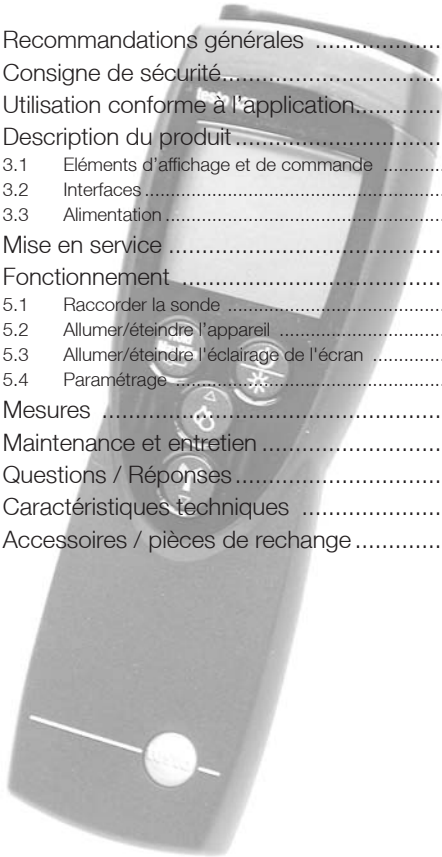 Recommandations générales ...................
Consigne de sécurité...............................
Utilisation conforme à l'application............
Description du produit..............................
3.1 Eléments d'affichage et de commande ............
3.2 Interfaces............................................................
3.3 Alimentation........................................................
Mise en service ........................................
Fonctionnement .......................................
5.1 Raccorder la sonde ............................................
5.2 Allumer/éteindre l'appareil ..................................
5.3 Allumer/éteindre l'éclairage de l'écran ..............
5.4 Paramétrage.......................................................
Mesures ..................................................
Maintenance et entretien .........................
Questions / Réponses..............................
Caractéristiques techniques ....................
Accessoires / pièces de rechange.............